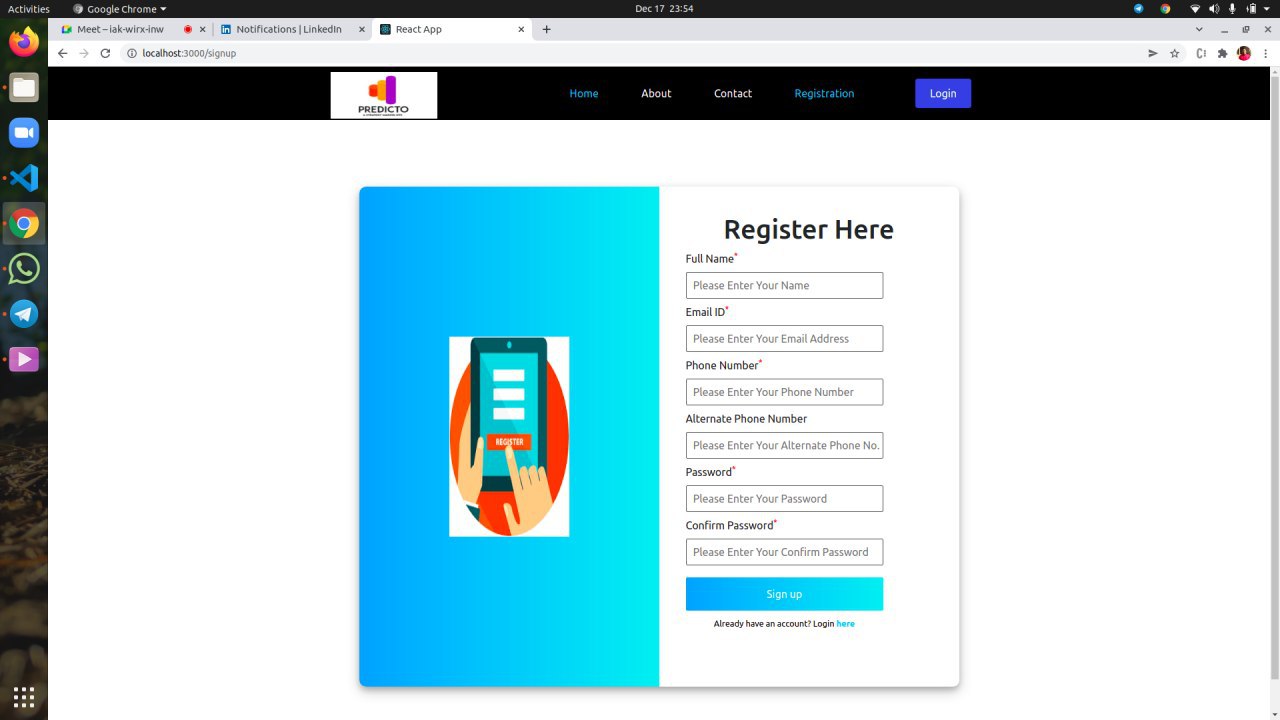 Activities Google Chrome Dec 17 23:54
Meet – iak-wirx-inw Notifications | LinkedIn React App
localhost:3000/signup
PREDICTO
Home About Contact Registration Login
Register Here
Full Name*
Please Enter Your Name
Email ID*
Please Enter Your Email Address
Phone Number*
Please Enter Your Phone Number
Alternate Phone Number
Please Enter Your Alternate Phone No.
REGISTER
Password*
Please Enter Your Password
Confirm Password*
Please Enter Your Confirm Password
Sign up
Already have an account? Login here